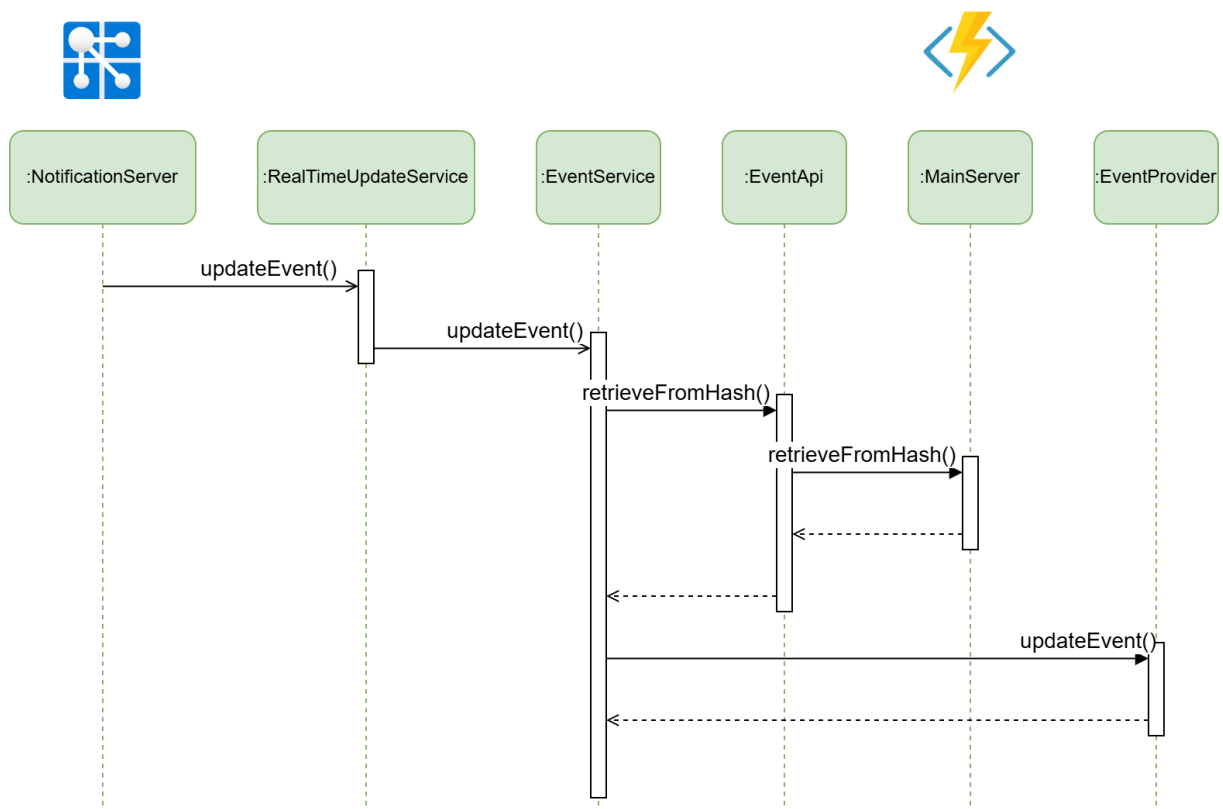 :NotificationServer
:RealTimeUpdateService
:EventService
:EventApi
:MainServer
:EventProvider
updateEvent()
updateEvent()
retrieveFromHash()
retrieveFromHash()
updateEvent()